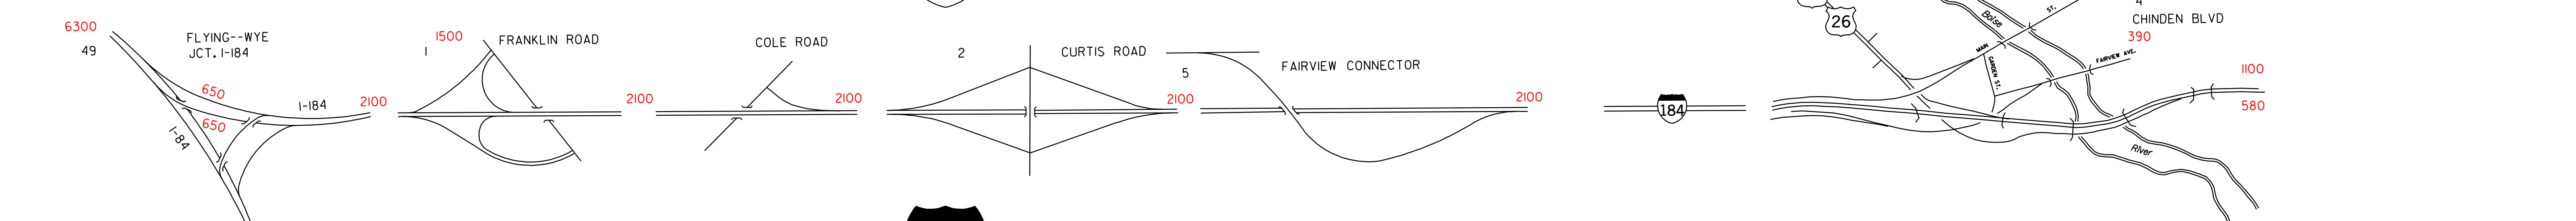 6300
49
FLYING--WYE
JCT. I-184
650
650
I-84
I-184
2100
1
1500
FRANKLIN ROAD
2100
COLE ROAD
2100
2
CURTIS ROAD
2100
5
FAIRVIEW CONNECTOR
2100
184
26
Boise
ST.
MAIN
GARDEN ST.
FAIRVIEW AVE.
4
CHINDEN BLVD
390
1100
580
River